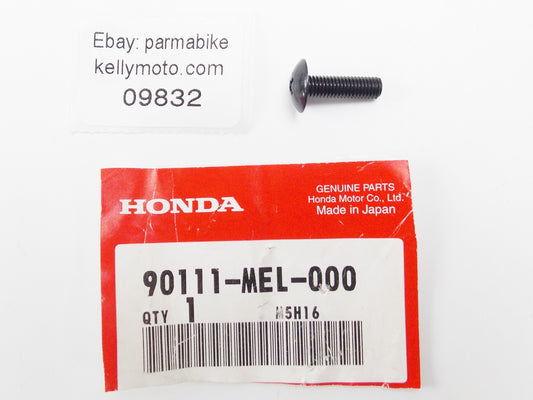 Ebay: parmabike
kellymoto.com
09832
HONDA
GENUINE PARTS
Honda Motor Co., Ltd.
Made in Japan
90111-MEL-000
QTY 1 M5H16